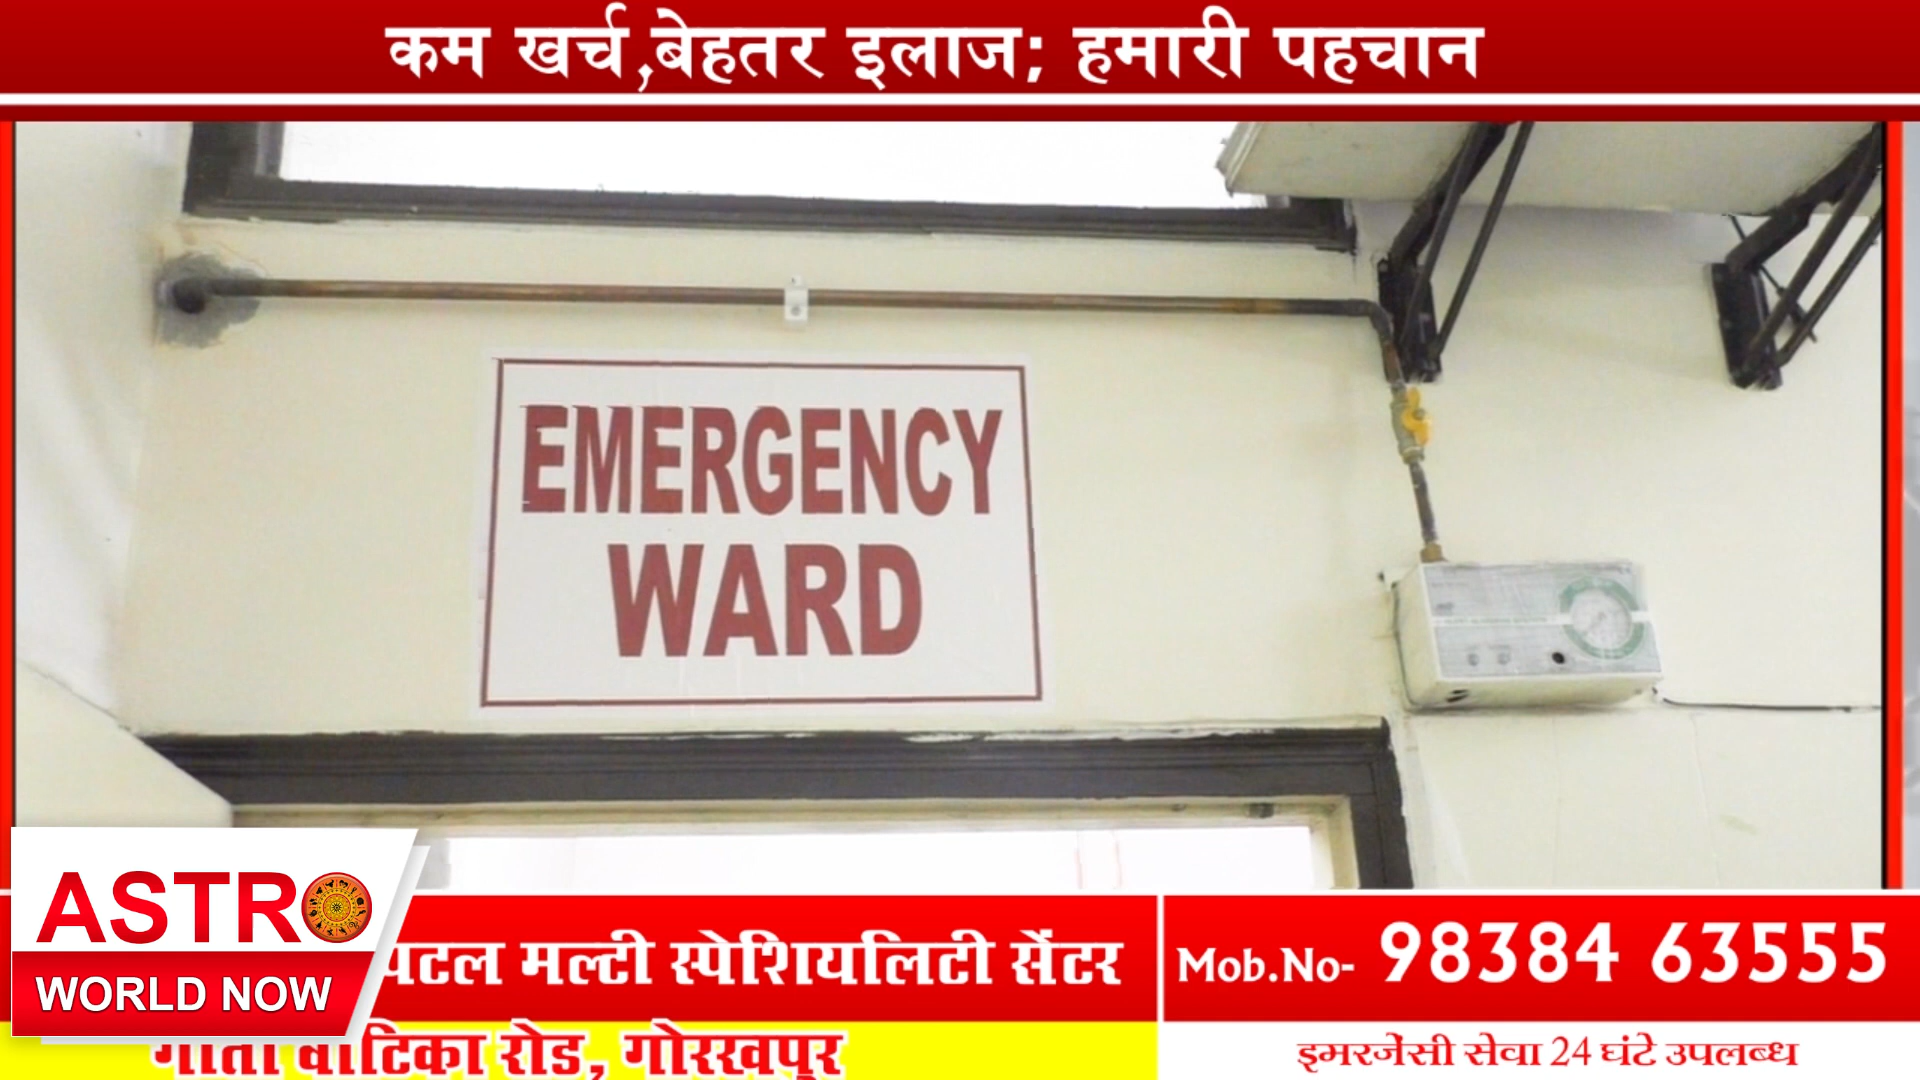 कम खर्च,बेहतर इलाज; हमारी पहचान
EMERGENCY
WARD
ASTRO
WORLD NOW
मल्टी स्पेशियलिटी सेंटर
Mob.No- 98384 63555
वाटिका रोड, गोरखपुर
इमरजेंसी सेवा 24 घंटे उपलब्ध